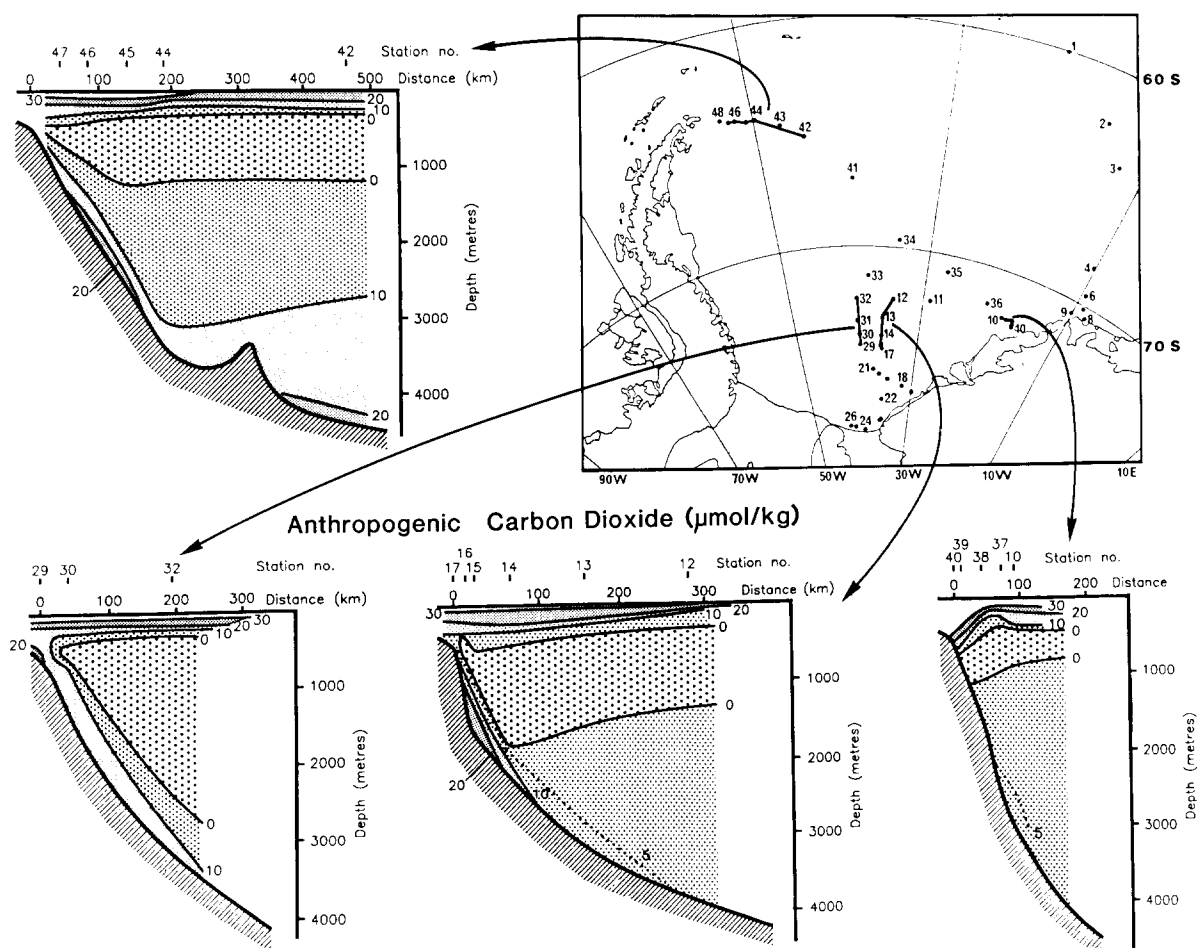 47 46 45 44 42 Station no.
0 100 200 300 400 500 Distance (km)
30 20
10
0
0
10
20
20
1000
2000
3000
4000
Depth (metres)
1
60 S
2
3
48 46 44 43 42
41
34
4
33 35
6
32 12 11 36
9 8
31 13 10
30 14 40
29 17
70 S
21 18
22
26 24
90W 70W 50W 30W 10W 10E
Anthropogenic Carbon Dioxide (µmol/kg)
29 30 32 Station no.
0 100 200 300 Distance (km)
30
20
10
0
20
0
10
1000
2000
3000
4000
Depth (metres)
16
17 15 14 13 12 Station no.
0 100 200 300 Distance (km)
30 20
10
0
0
20
10
5
1000
2000
3000
4000
Depth (metres)
39 37
40 38 10 Station no.
0 100 200 Distance
30
20
10
0
0
5
1000
2000
3000
4000
Depth (metres)